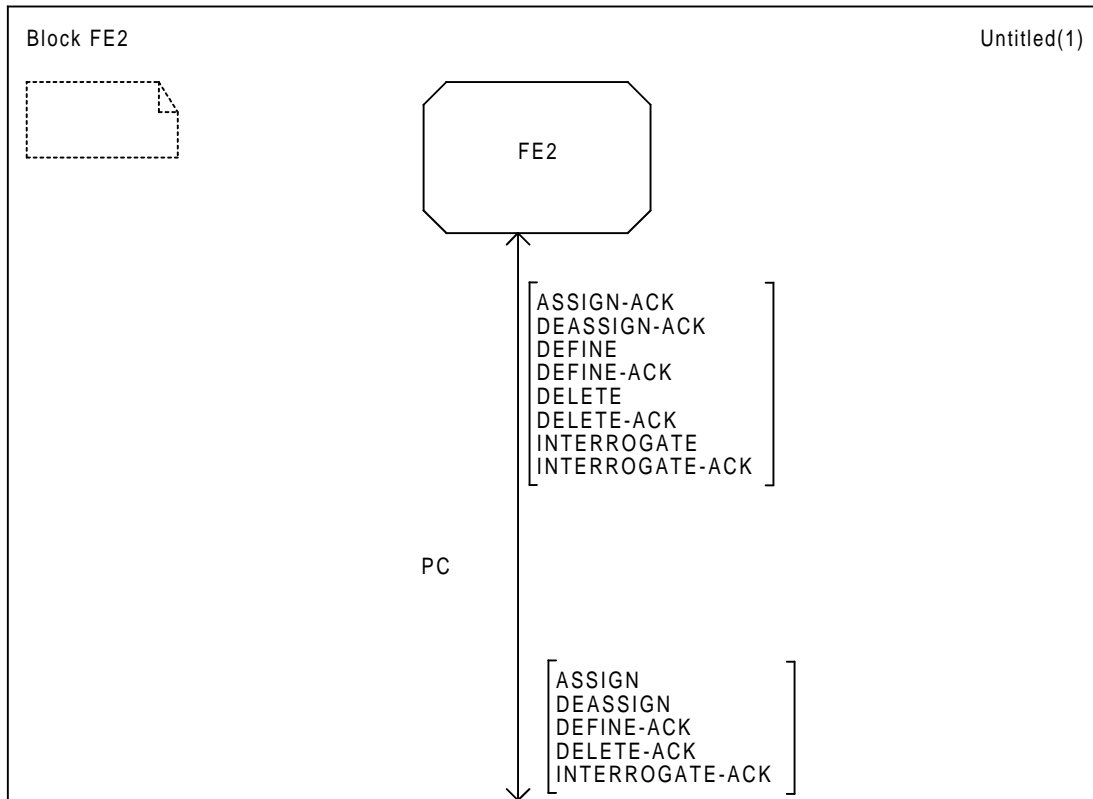 Block FE2
Untitled(1)
FE2
ASSIGN-ACK
DEASSIGN-ACK
DEFINE
DEFINE-ACK
DELETE
DELETE-ACK
INTERROGATE
INTERROGATE-ACK
PC
ASSIGN
DEASSIGN
DEFINE-ACK
DELETE-ACK
INTERROGATE-ACK